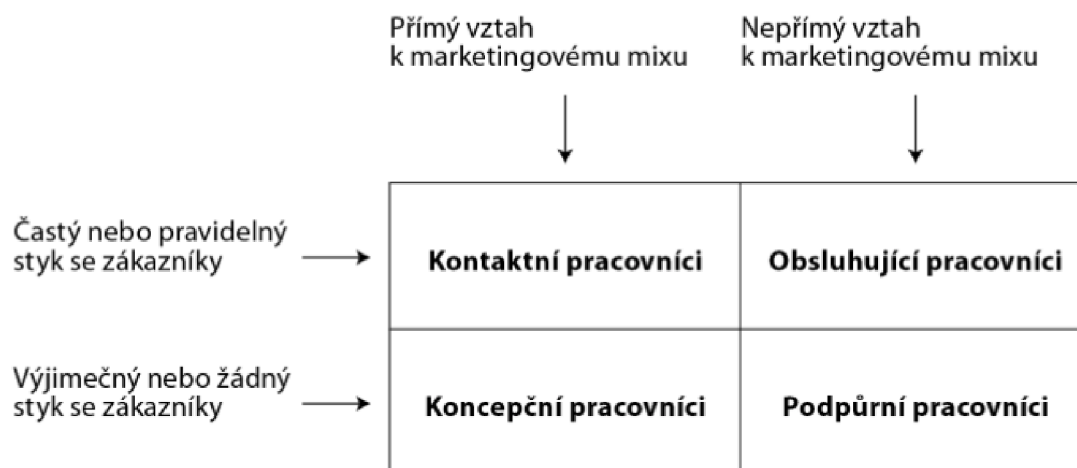 Přímý vztah
k marketingovému mixu
Nepřímý vztah
k marketingovému mixu
Častý nebo pravidelný
styk se zákazníky
Kontaktní pracovníci
Obsluhující pracovníci
Výjimečný nebo žádný
styk se zákazníky
Koncepční pracovníci
Podpůrní pracovníci